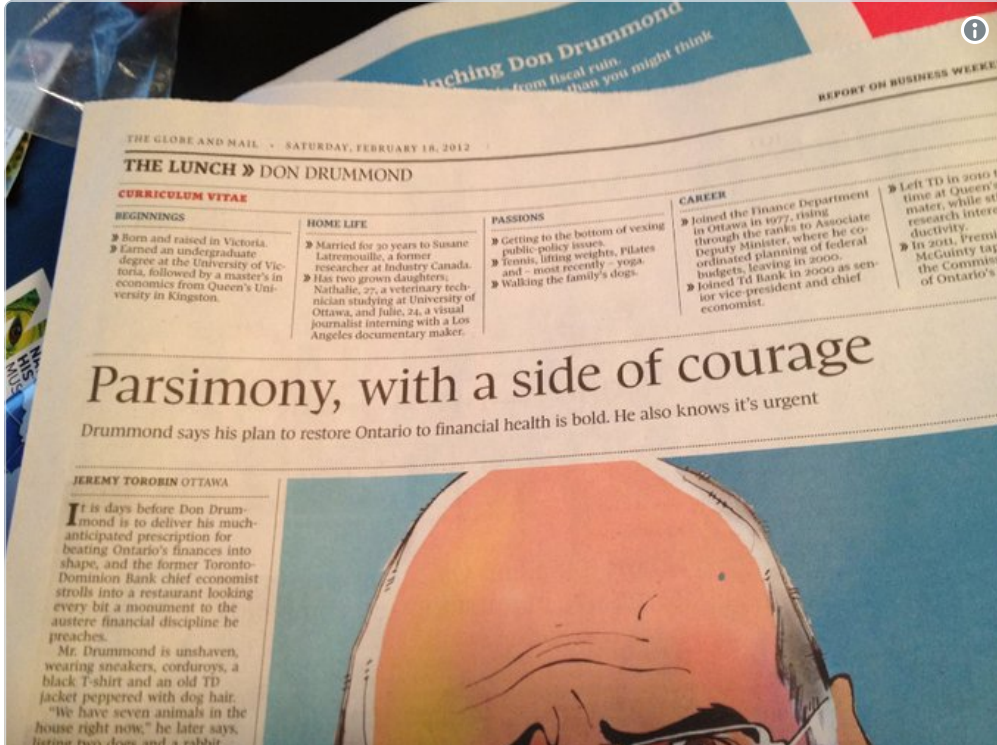 nching Don Drummond
from fiscal ruin.
than you might think
REPORT ON BUSINESS WEEKE
THE GLOBE AND MAIL • SATURDAY, FEBRUARY 18, 2012
THE LUNCH » DON DRUMMOND
CURRICULUM VITAE
BEGINNINGS
» Born and raised in Victoria.
» Earned an undergraduate
degree at the University of Vic-
toria, followed by a master's in
economics from Queen's Uni-
versity in Kingston.
HOME LIFE
» Married for 30 years to Susane
Latremouille, a former
researcher at Industry Canada.
» Has two grown daughters;
Nathalie, 27, a veterinary tech-
nician studying at University of
Ottawa, and Julie, 24, a visual
journalist interning with a Los
Angeles documentary maker.
PASSIONS
» Getting to the bottom of vexing
public-policy issues.
» Tennis, lifting weights, Pilates
and – most recently – yoga.
» Walking the family's dogs.
CAREER
» Joined the Finance Department
in Ottawa in 1977, rising
through the ranks to Associate
Deputy Minister, where he co-
ordinated planning of federal
budgets, leaving in 2000.
» Joined Td Bank in 2000 as sen-
ior vice-president and chief
economist.
» Left TD in 2010 t
time at Queen's
mater, while st
research intere
ductivity.
» In 2011, Premi
McGuinty tap
the Commiss
of Ontario's
Parsimony, with a side of courage
Drummond says his plan to restore Ontario to financial health is bold. He also knows it's urgent
JEREMY TOROBIN OTTAWA
It is days before Don Drum-
mond is to deliver his much-
anticipated prescription for
beating Ontario's finances into
shape, and the former Toronto-
Dominion Bank chief economist
strolls into a restaurant looking
every bit a monument to the
austere financial discipline he
preaches.
Mr. Drummond is unshaven,
wearing sneakers, corduroys, a
black T-shirt and an old TD
jacket peppered with dog hair.
"We have seven animals in the
house right now," he later says,
listing two dogs and a rabbit
NA
HIS
MUS